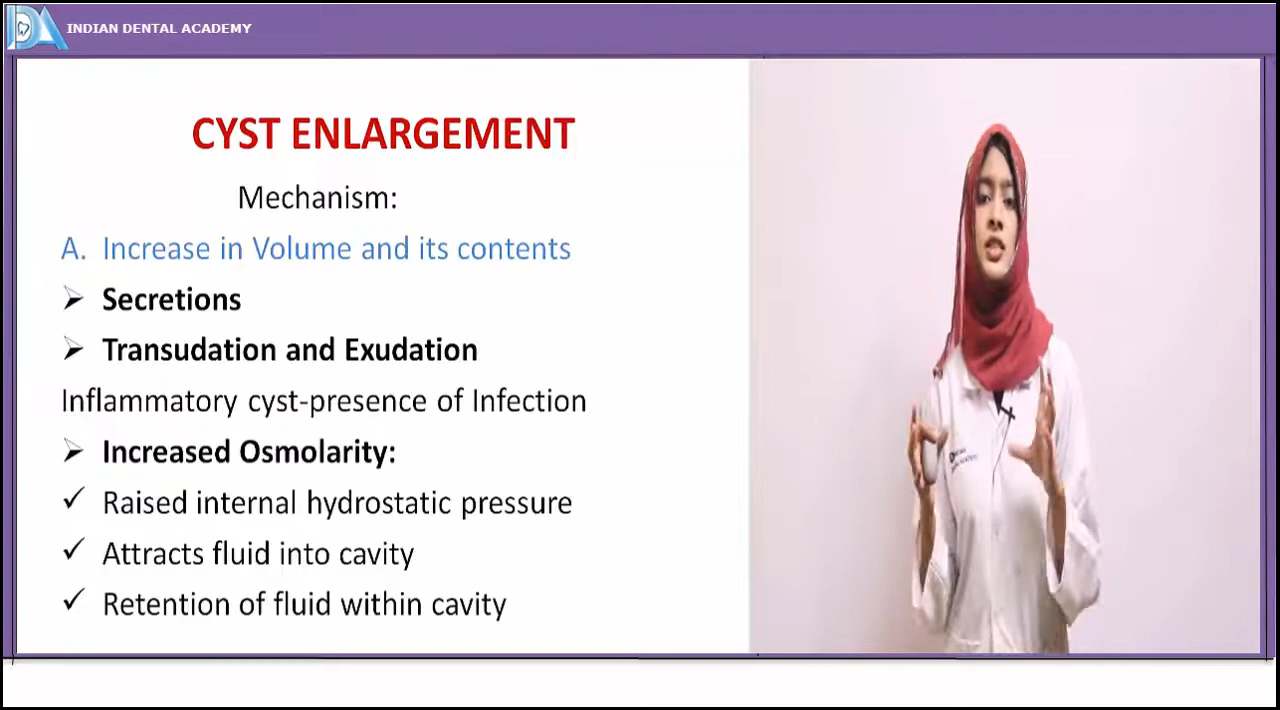 INDIAN DENTAL ACADEMY
CYST ENLARGEMENT
Mechanism:
A. Increase in Volume and its contents
➢ Secretions
➢ Transudation and Exudation
Inflammatory cyst-presence of Infection
➢ Increased Osmolarity:
✓ Raised internal hydrostatic pressure
✓ Attracts fluid into cavity
✓ Retention of fluid within cavity